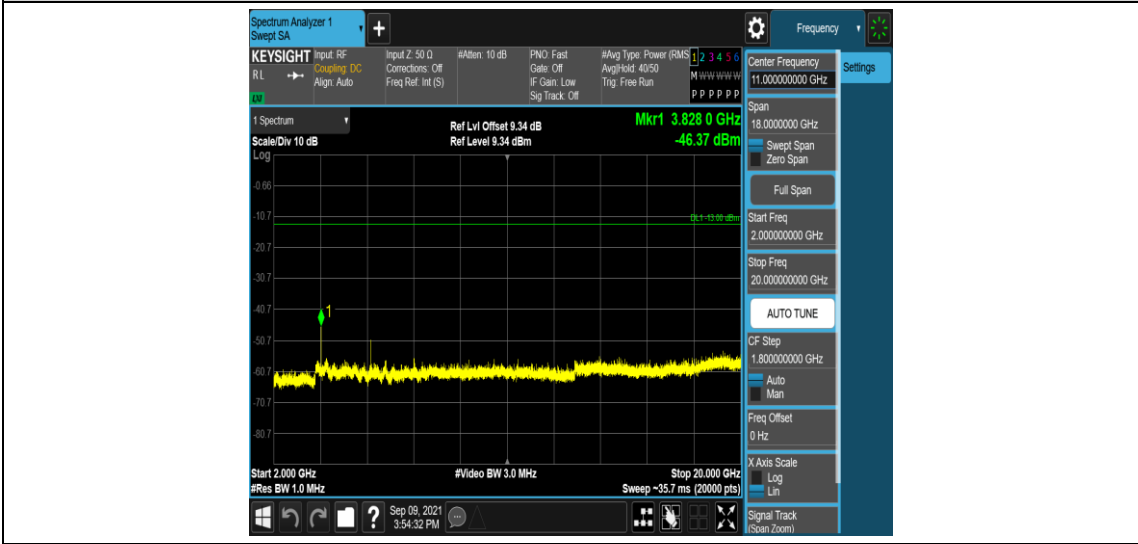 Spectrum Analyzer 1
Swept SA
+
Frequency
KEYSIGHT
RL
LXI
Input: RF
Coupling: DC
Align: Auto
Input Z: 50 Ω
Corrections: Off
Freq Ref: Int (S)
#Atten: 10 dB
PNO: Fast
Gate: Off
IF Gain: Low
Sig Track: Off
#Avg Type: Power (RMS
Avg|Hold: 40/50
Trig: Free Run
1 2 3 4 5 6
M W W W W W
P P P P P P
1 Spectrum
Scale/Div 10 dB
Log
Ref Lvl Offset 9.34 dB
Ref Level 9.34 dBm
Mkr1 3.828 0 GHz
-46.37 dBm
-0.66
-10.7
DL1 -13.00 dBm
-20.7
-30.7
-40.7
1
-50.7
-60.7
-70.7
-80.7
Start 2.000 GHz
#Res BW 1.0 MHz
#Video BW 3.0 MHz
Stop 20.000 GHz
Sweep ~35.7 ms (20000 pts)
?
Sep 09, 2021
3:54:32 PM
Center Frequency
11.000000000 GHz
Settings
Span
18.0000000 GHz
Swept Span
Zero Span
Full Span
Start Freq
2.000000000 GHz
Stop Freq
20.000000000 GHz
AUTO TUNE
CF Step
1.800000000 GHz
Auto
Man
Freq Offset
0 Hz
X Axis Scale
Log
Lin
Signal Track
(Span Zoom)